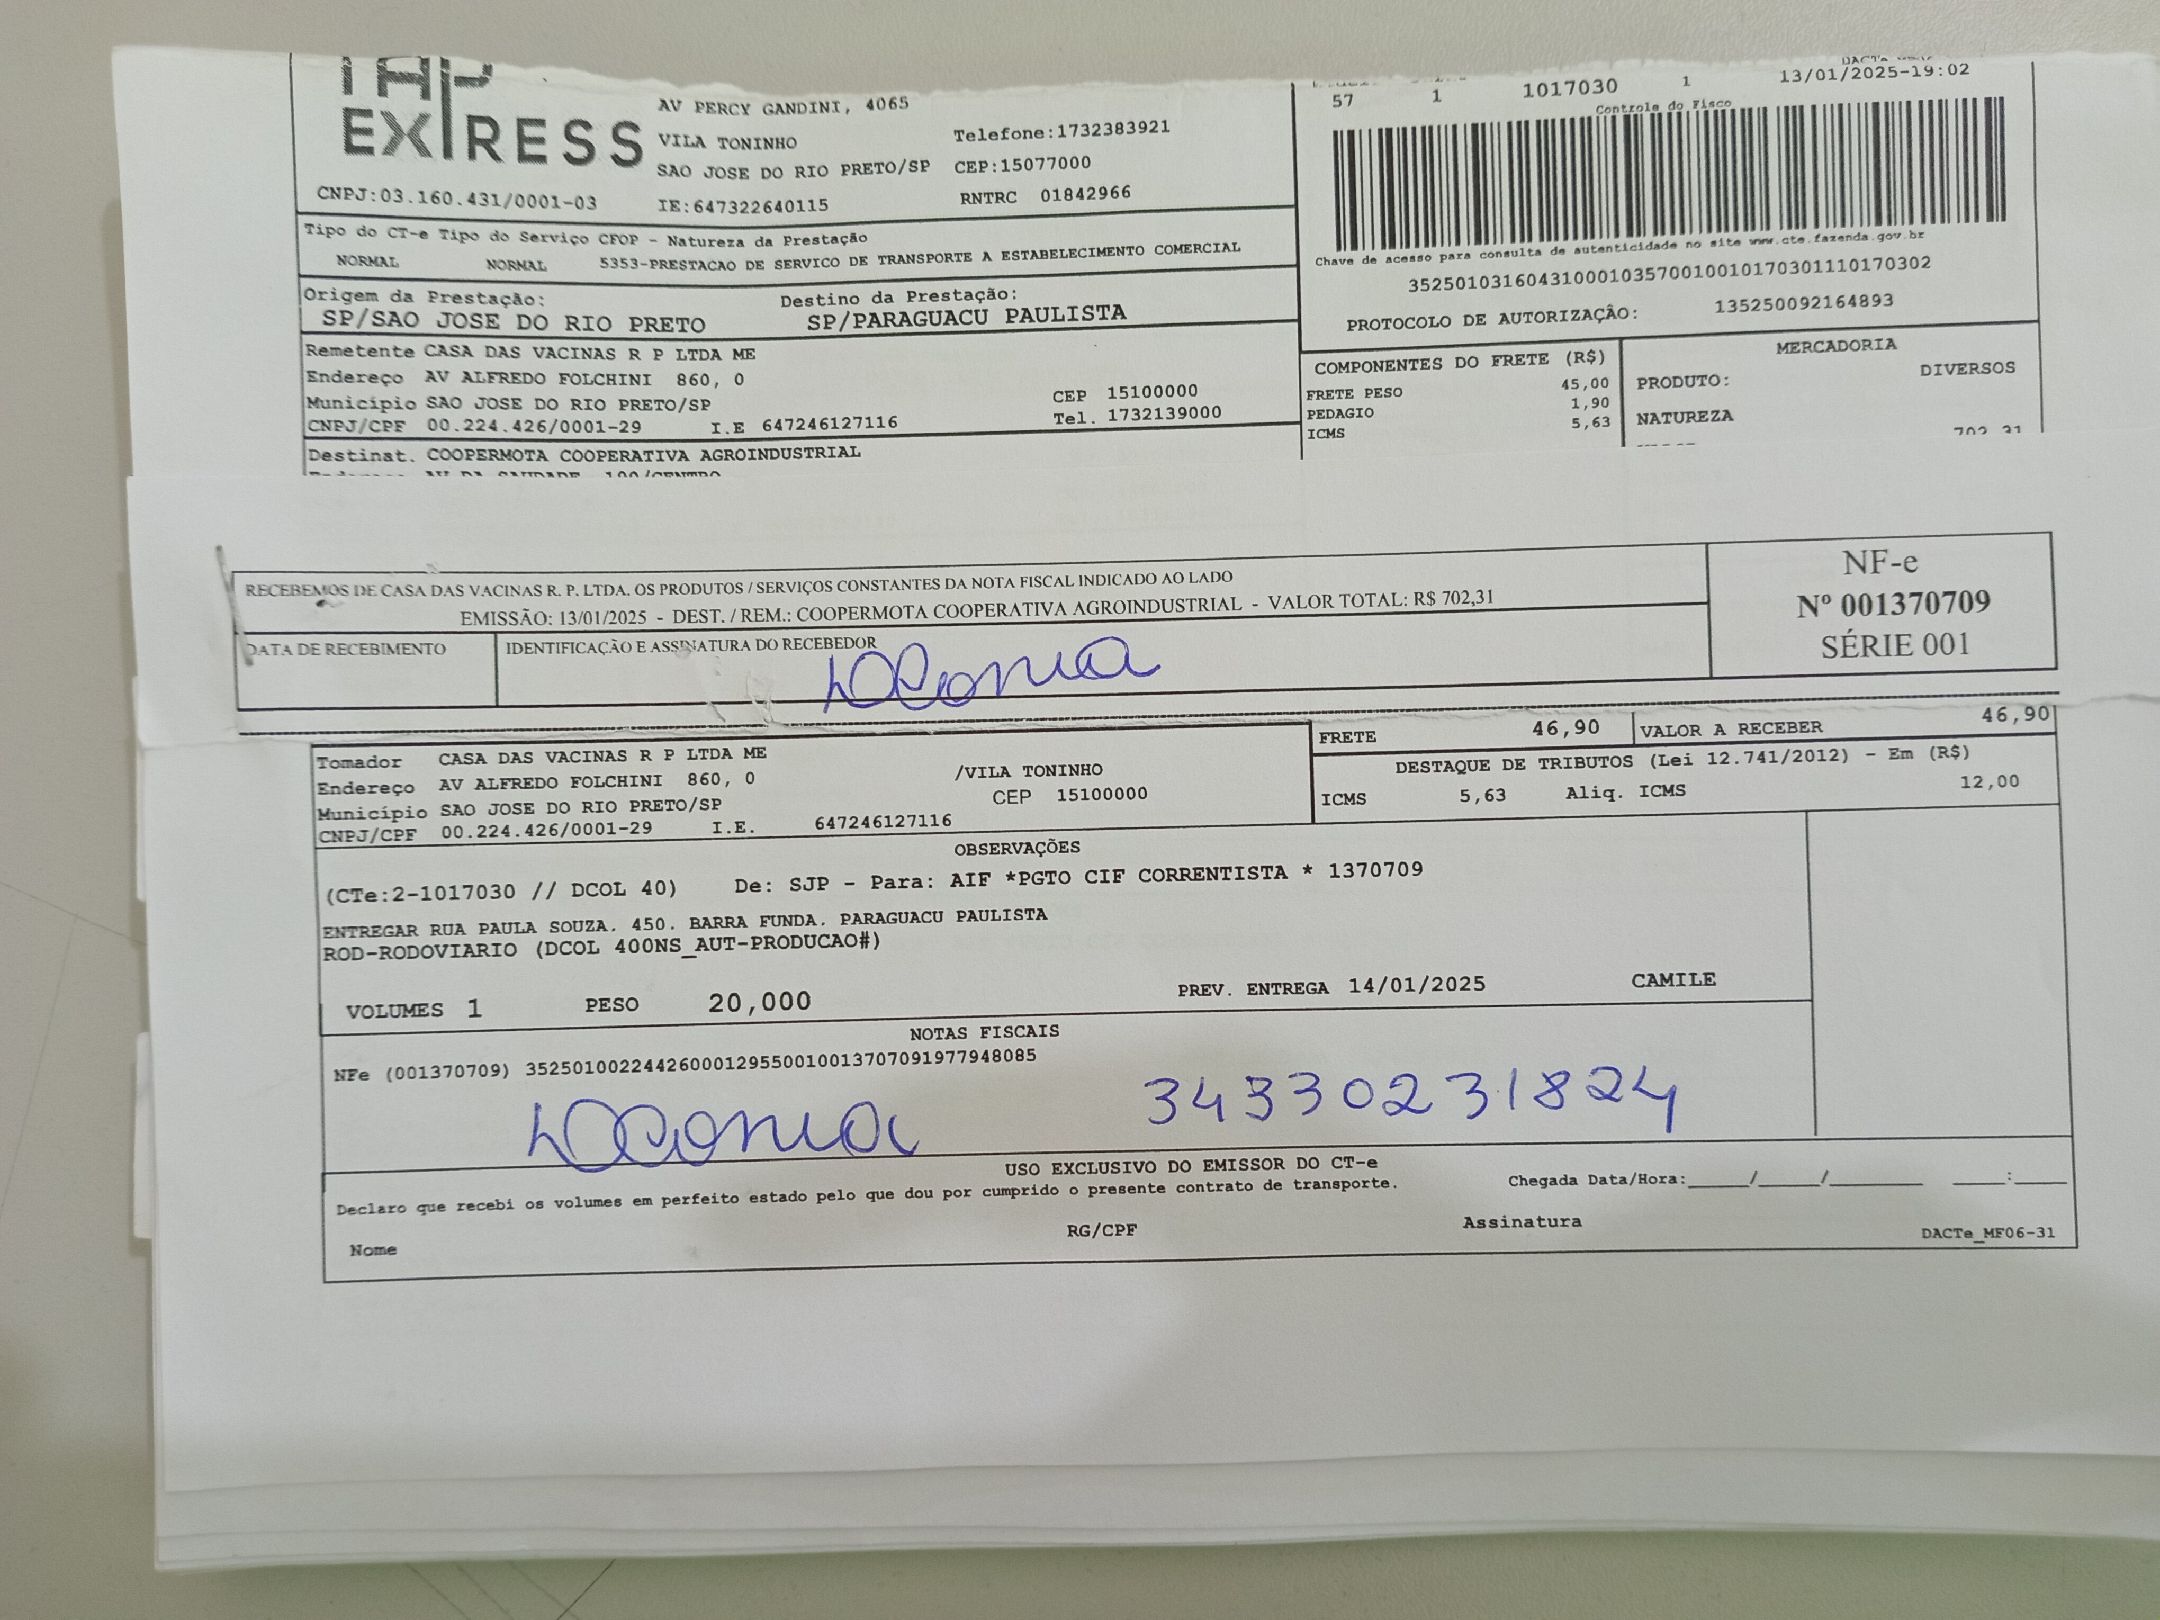 EXPRESS
AV PERCY GANDINI, 4065
VILA TONINHO
SAO JOSE DO RIO PRETO/SP
Telefone:1732383921
CEP:15077000
CNPJ:03.160.431/0001-03
IE:647322640115
RNTRC 01842966
57 1 1017030 1 13/01/2025-19:02
Controle do Fisco
Chave de acesso para consulta de autenticidade no site www.cte.fazenda.gov.br
35250103160431000103570010010170301110170302
PROTOCOLO DE AUTORIZAÇÃO: 135250092164893
Tipo do CT-e Tipo do Serviço CFOP - Natureza da Prestação
NORMAL NORMAL 5353-PRESTACAO DE SERVICO DE TRANSPORTE A ESTABELECIMENTO COMERCIAL
Origem da Prestação: Destino da Prestação:
SP/SAO JOSE DO RIO PRETO SP/PARAGUACU PAULISTA
Remetente CASA DAS VACINAS R P LTDA ME
Endereço AV ALFREDO FOLCHINI 860, 0
Município SAO JOSE DO RIO PRETO/SP CEP 15100000
CNPJ/CPF 00.224.426/0001-29 I.E 647246127116 Tel. 1732139000
Destinat. COOPERMOTA COOPERATIVA AGROINDUSTRIAL
COMPONENTES DO FRETE (R$)
FRETE PESO 45,00
PEDAGIO 1,90
ICMS 5,63
MERCADORIA
PRODUTO: DIVERSOS
NATUREZA
702,31
RECEBEMOS DE CASA DAS VACINAS R. P. LTDA. OS PRODUTOS / SERVIÇOS CONSTANTES DA NOTA FISCAL INDICADO AO LADO
EMISSÃO: 13/01/2025 - DEST. / REM.: COOPERMOTA COOPERATIVA AGROINDUSTRIAL - VALOR TOTAL: R$ 702,31
DATA DE RECEBIMENTO
IDENTIFICAÇÃO E ASSINATURA DO RECEBEDOR
NF-e
Nº 001370709
SÉRIE 001
Tomador CASA DAS VACINAS R P LTDA ME
Endereço AV ALFREDO FOLCHINI 860, 0 /VILA TONINHO
Município SAO JOSE DO RIO PRETO/SP CEP 15100000
CNPJ/CPF 00.224.426/0001-29 I.E. 647246127116
FRETE 46,90 VALOR A RECEBER 46,90
DESTAQUE DE TRIBUTOS (Lei 12.741/2012) - Em (R$)
ICMS 5,63 Aliq. ICMS 12,00
OBSERVAÇÕES
(CTe:2-1017030 // DCOL 40) De: SJP - Para: AIF *PGTO CIF CORRENTISTA * 1370709
ENTREGAR RUA PAULA SOUZA. 450. BARRA FUNDA. PARAGUACU PAULISTA
ROD-RODOVIARIO (DCOL 400NS_AUT-PRODUCAO#)
VOLUMES 1 PESO 20,000 PREV. ENTREGA 14/01/2025 CAMILE
NOTAS FISCAIS
NFe (001370709) 35250100224426000129550010013707091977948085
34330231824
USO EXCLUSIVO DO EMISSOR DO CT-e
Declaro que recebi os volumes em perfeito estado pelo que dou por cumprido o presente contrato de transporte.
Chegada Data/Hora:_____/_____/_______ ____:____
Nome RG/CPF Assinatura
DACTe_MF06-31